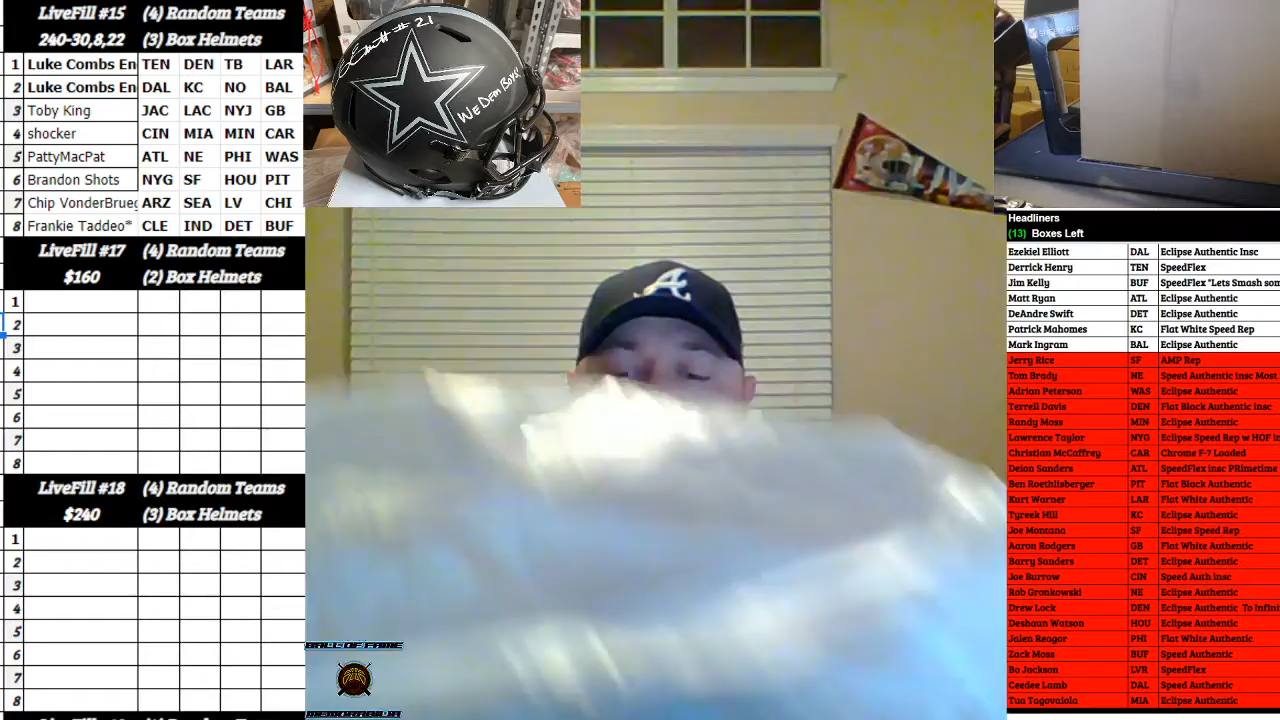 LiveFill #15 (4) Random Teams
240-30,8,22 (3) Box Helmets
1 Luke Combs En TEN DEN TB LAR
2 Luke Combs En DAL KC NO BAL
3 Toby King JAC LAC NYJ GB
4 shocker CIN MIA MIN CAR
5 PattyMacPat ATL NE PHI WAS
6 Brandon Shots NYG SF HOU PIT
7 Chip VonderBrueg ARZ SEA LV CHI
8 Frankie Taddeo* CLE IND DET BUF
LiveFill #17 (4) Random Teams
$160 (2) Box Helmets
1
2
3
4
5
6
7
8
LiveFill #18 (4) Random Teams
$240 (3) Box Helmets
1
2
3
4
5
6
7
8
#21
We Dem Boyz!
A
Headliners
(13) Boxes Left
Ezekiel Elliott DAL Eclipse Authentic Insc
Derrick Henry TEN SpeedFlex
Jim Kelly BUF SpeedFlex "Lets Smash som
Matt Ryan ATL Eclipse Authentic
DeAndre Swift DET Eclipse Authentic
Patrick Mahomes KC Flat White Speed Rep
Mark Ingram BAL Eclipse Authentic
Jerry Rice SF AMP Rep
Tom Brady NE Speed Authentic insc Most
Adrian Peterson WAS Eclipse Authentic
Terrell Davis DEN Flat Black Authentic insc
Randy Moss MIN Eclipse Authentic
Lawrence Taylor NYG Eclipse Speed Rep w HOF in
Christian McCaffrey CAR Chrome F-7 Loaded
Deion Sanders ATL SpeedFlex insc PRimetime
Ben Roethlisberger PIT Flat Black Authentic
Kurt Warner LAR Flat White Authentic
Tyreek Hill KC Eclipse Authentic
Joe Montana SF Eclipse Speed Rep
Aaron Rodgers GB Flat White Authentic
Barry Sanders DET Eclipse Authentic
Joe Burrow CIN Speed Auth insc
Rob Gronkowski NE Eclipse Authentic
Drew Lock DEN Eclipse Authentic To Infini
Deshaun Watson HOU Eclipse Authentic
Jalen Reagor PHI Flat White Authentic
Zack Moss BUF Speed Authentic
Bo Jackson LVR SpeedFlex
Ceedee Lamb DAL Speed Authentic
Tua Tagovailoa MIA Eclipse Authentic